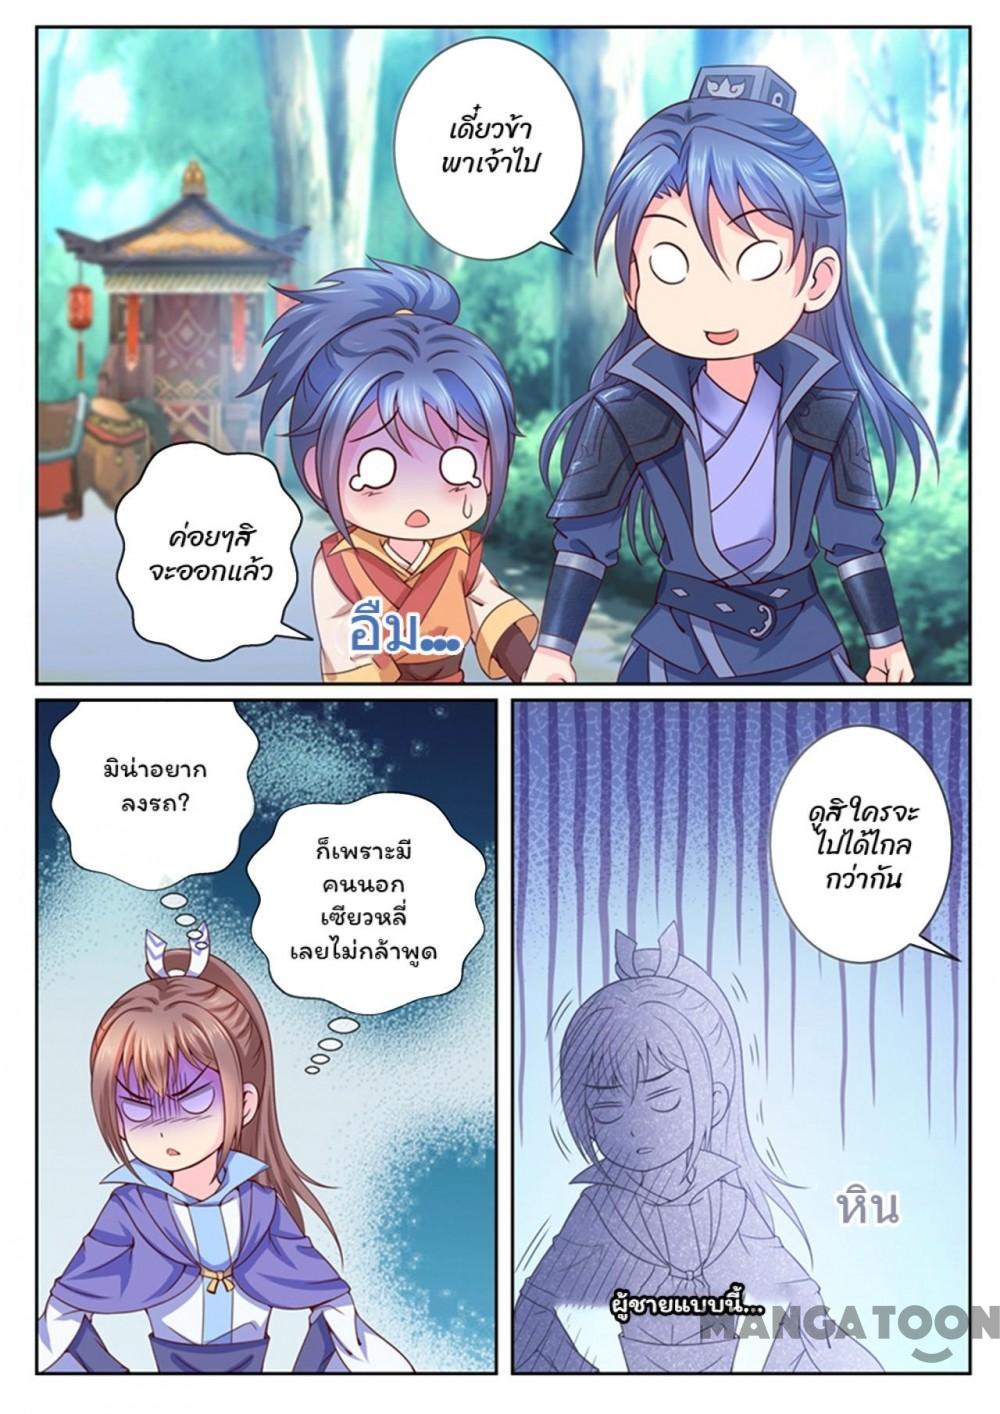 เดี๋ยวข้า
พาเจ้าไป
ค่อยๆสิ
จะออกแล้ว
อืม...
มิน่าอยาก
ลงรถ?
ก็เพราะมี
คนนอก
เซียวหลี่
เลยไม่กล้าพูด
ดูสิใครจะ
ไปได้ไกล
กว่ากัน
หิน
ผู้ชายแบบนี้...
MANGATOON